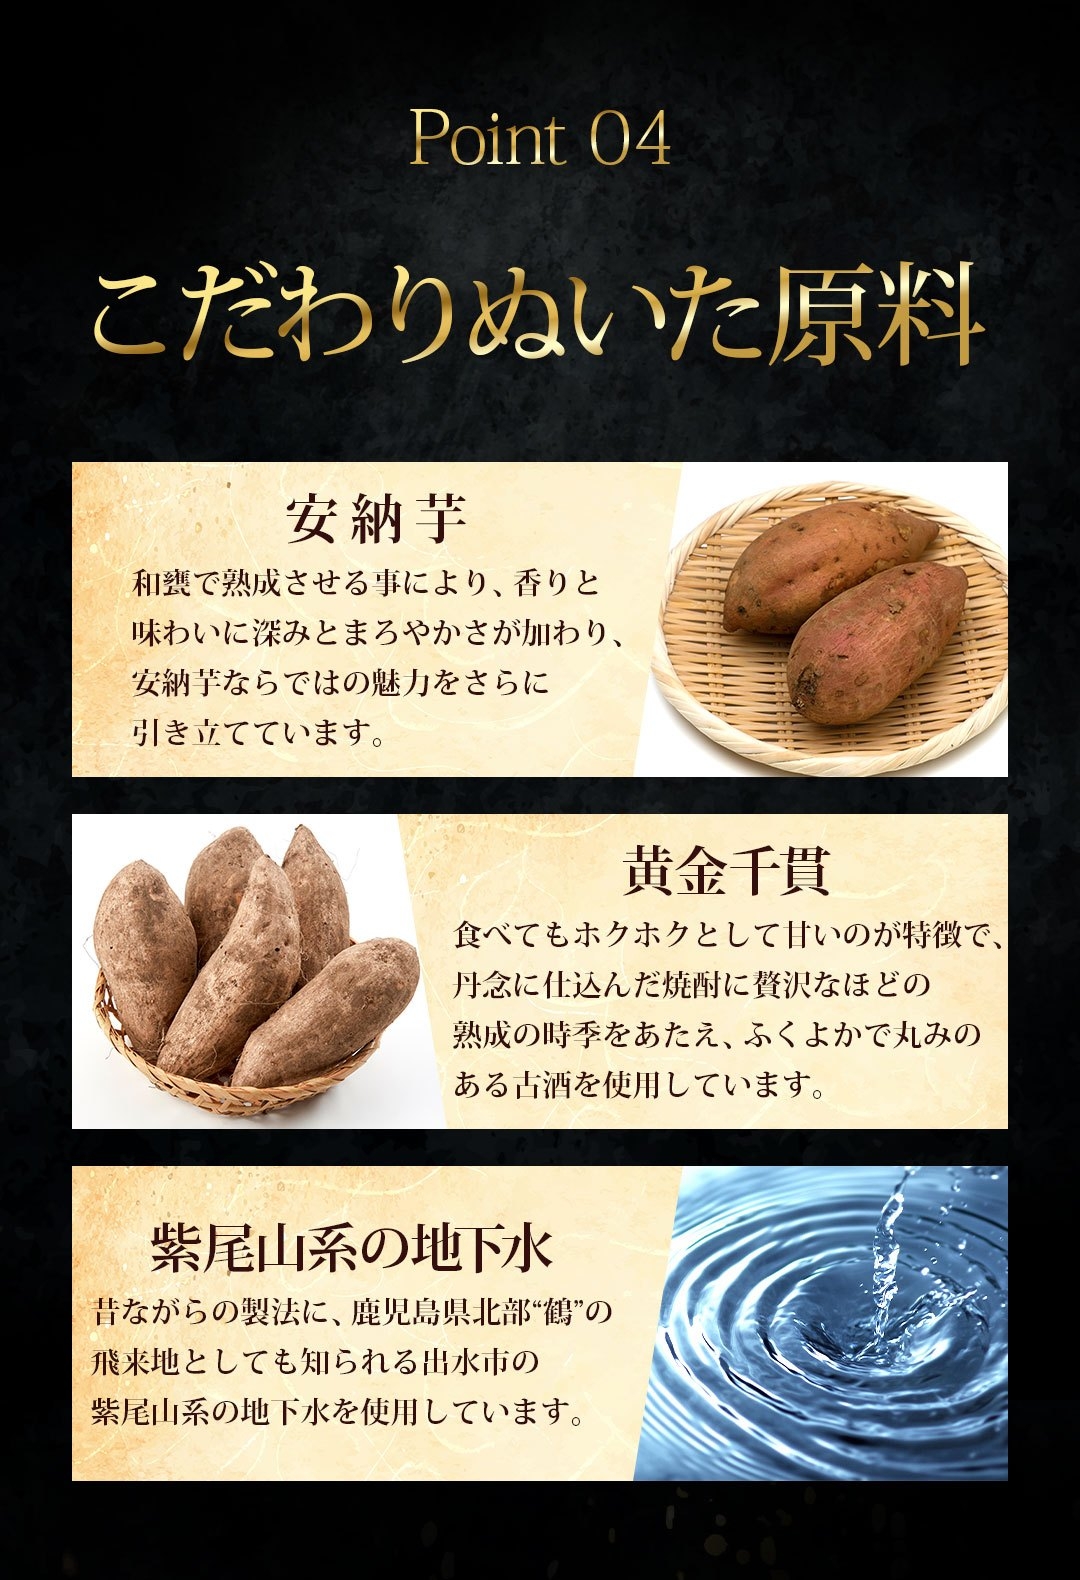 Point 04
こだわりぬいた原料
安納芋
和甕で熟成させる事により、香りと
味わいに深みとまろやかさが加わり、
安納芋ならではの魅力をさらに
引き立てています。
黄金千貫
食べてもホクホクとして甘いのが特徴で、
丹念に仕込んだ焼酎に贅沢なほどの
熟成の時季をあたえ、ふくよかで丸みの
ある古酒を使用しています。
紫尾山系の地下水
昔ながらの製法に、鹿児島県北部“鶴”の
飛来地としても知られる出水市の
紫尾山系の地下水を使用しています。